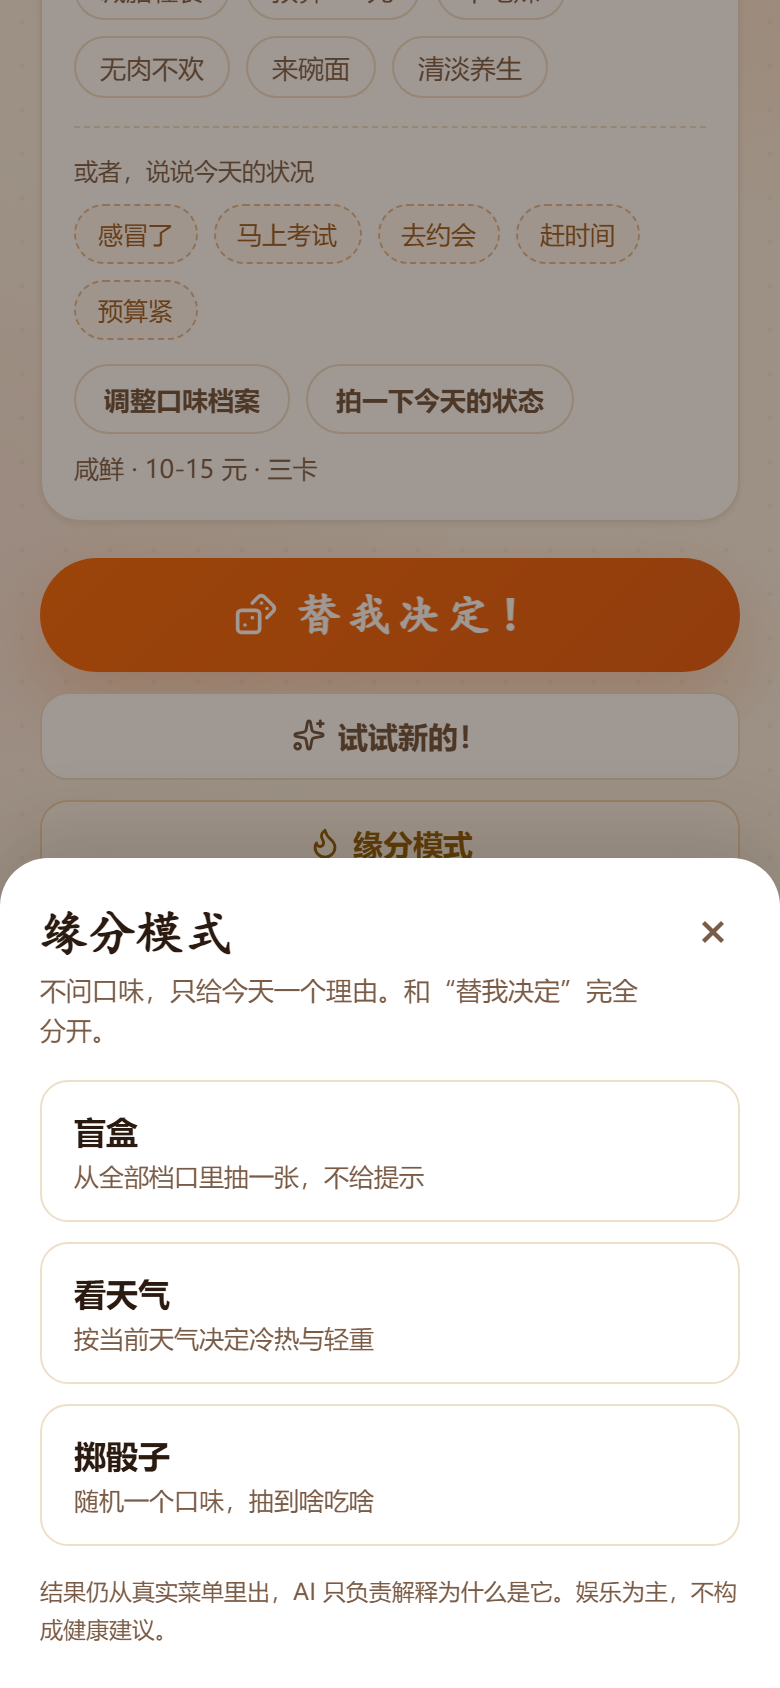 无肉不欢 来碗面 清淡养生
或者，说说今天的状况
感冒了 马上考试 去约会 赶时间
预算紧
调整口味档案 拍一下今天的状态
咸鲜 · 10-15 元 · 三卡
替我决定！
试试新的！
缘分模式
缘分模式
不问口味，只给今天一个理由。和“替我决定”完全
分开。
盲盒
从全部档口里抽一张，不给提示
看天气
按当前天气决定冷热与轻重
掷骰子
随机一个口味，抽到啥吃啥
结果仍从真实菜单里出，AI 只负责解释为什么是它。娱乐为主，不构
成健康建议。